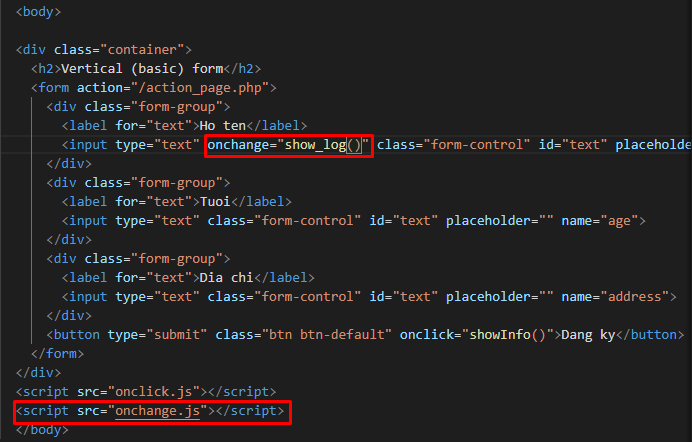 <body>
<div class="container">
<h2>Vertical (basic) form</h2>
<form action="/action_page.php">
<div class="form-group">
<label for="text">Ho ten</label>
<input type="text" onchange="show_log()" class="form-control" id="text" placeholde
</div>
<div class="form-group">
<label for="text">Tuoi</label>
<input type="text" class="form-control" id="text" placeholder="" name="age">
</div>
<div class="form-group">
<label for="text">Dia chi</label>
<input type="text" class="form-control" id="text" placeholder="" name="address">
</div>
<button type="submit" class="btn btn-default" onclick="showInfo()">Dang ky</button>
</form>
</div>
<script src="onclick.js"></script>
<script src="onchange.js"></script>
</body>